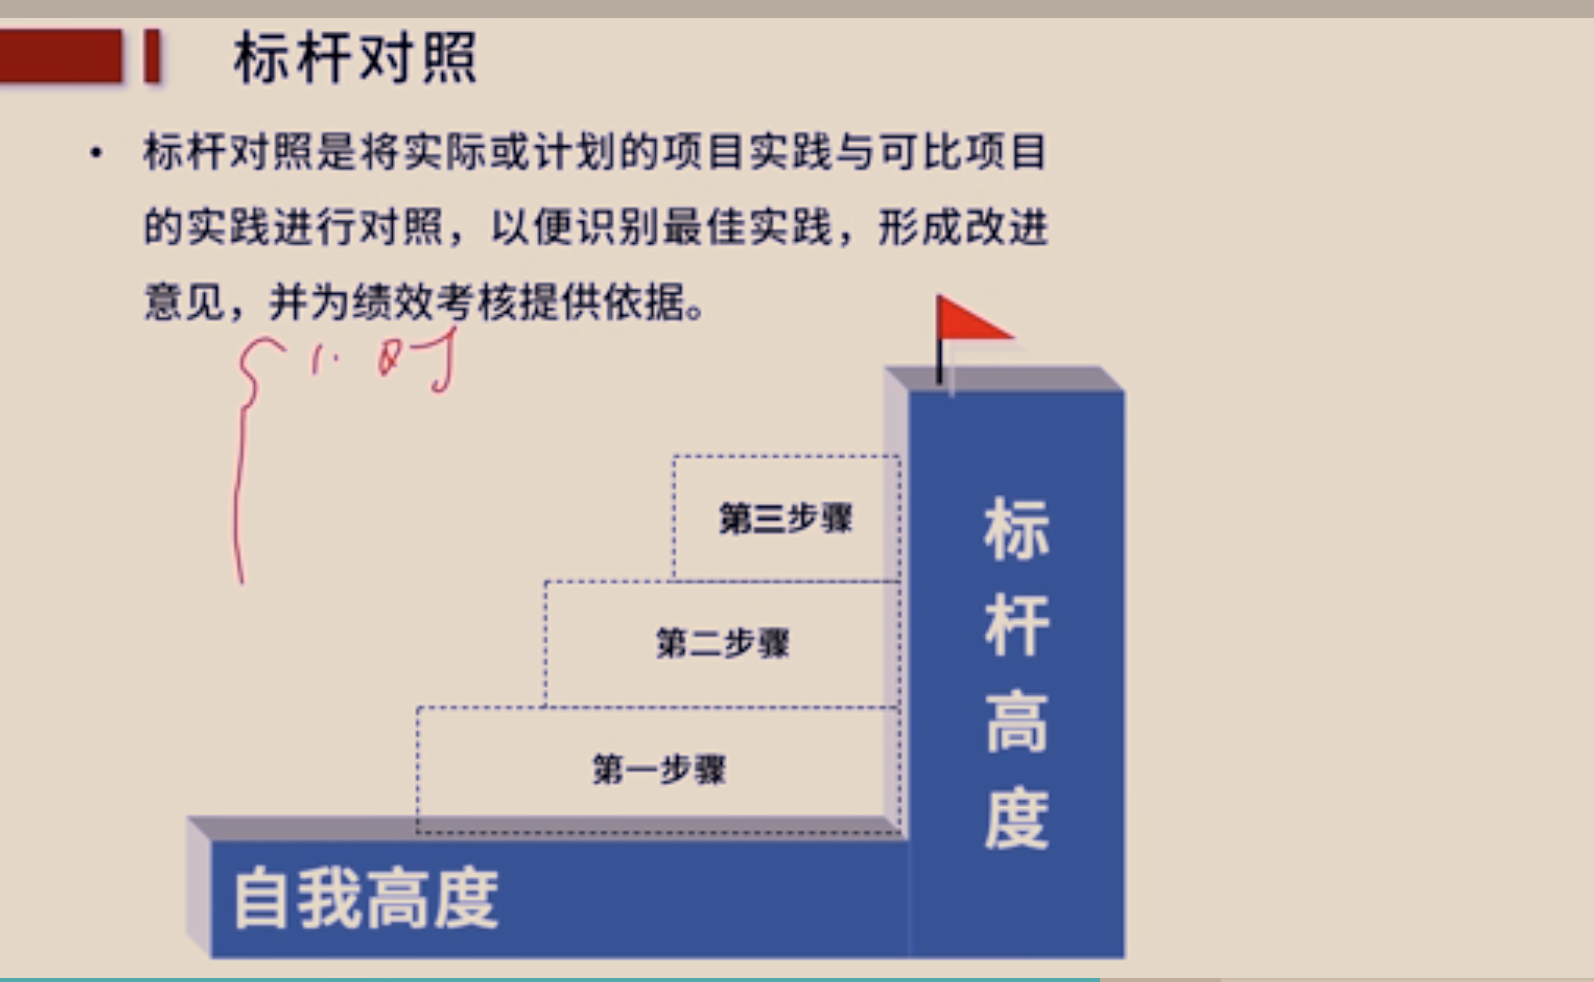 标杆对照
• 标杆对照是将实际或计划的项目实践与可比项目
的实践进行对照，以便识别最佳实践，形成改进
意见，并为绩效考核提供依据。
第三步骤
第二步骤
第一步骤
标杆高度
自我高度